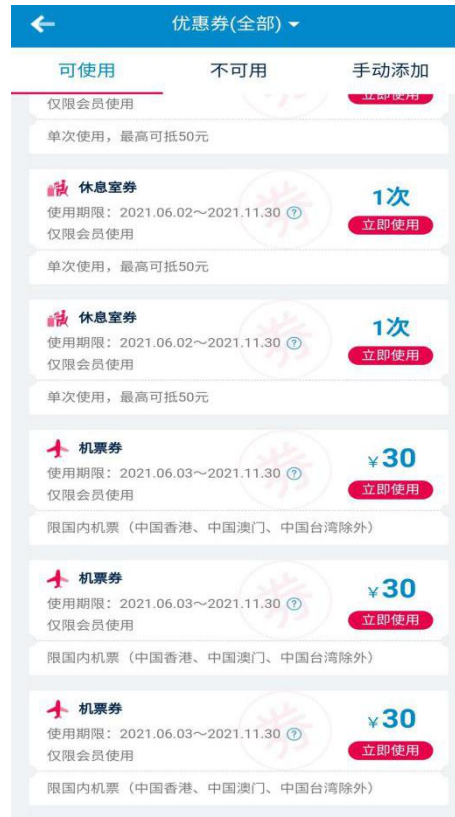 优惠券(全部)
可使用 不可用 手动添加
仅限会员使用 立即使用
单次使用，最高可抵50元
休息室券
1次
使用期限：2021.06.02～2021.11.30 ?
立即使用
仅限会员使用
单次使用，最高可抵50元
休息室券
1次
使用期限：2021.06.02～2021.11.30 ?
立即使用
仅限会员使用
单次使用，最高可抵50元
机票券
¥30
使用期限：2021.06.03～2021.11.30 ?
立即使用
仅限会员使用
限国内机票（中国香港、中国澳门、中国台湾除外）
机票券
¥30
使用期限：2021.06.03～2021.11.30 ?
立即使用
仅限会员使用
限国内机票（中国香港、中国澳门、中国台湾除外）
机票券
¥30
使用期限：2021.06.03～2021.11.30 ?
立即使用
仅限会员使用
限国内机票（中国香港、中国澳门、中国台湾除外）